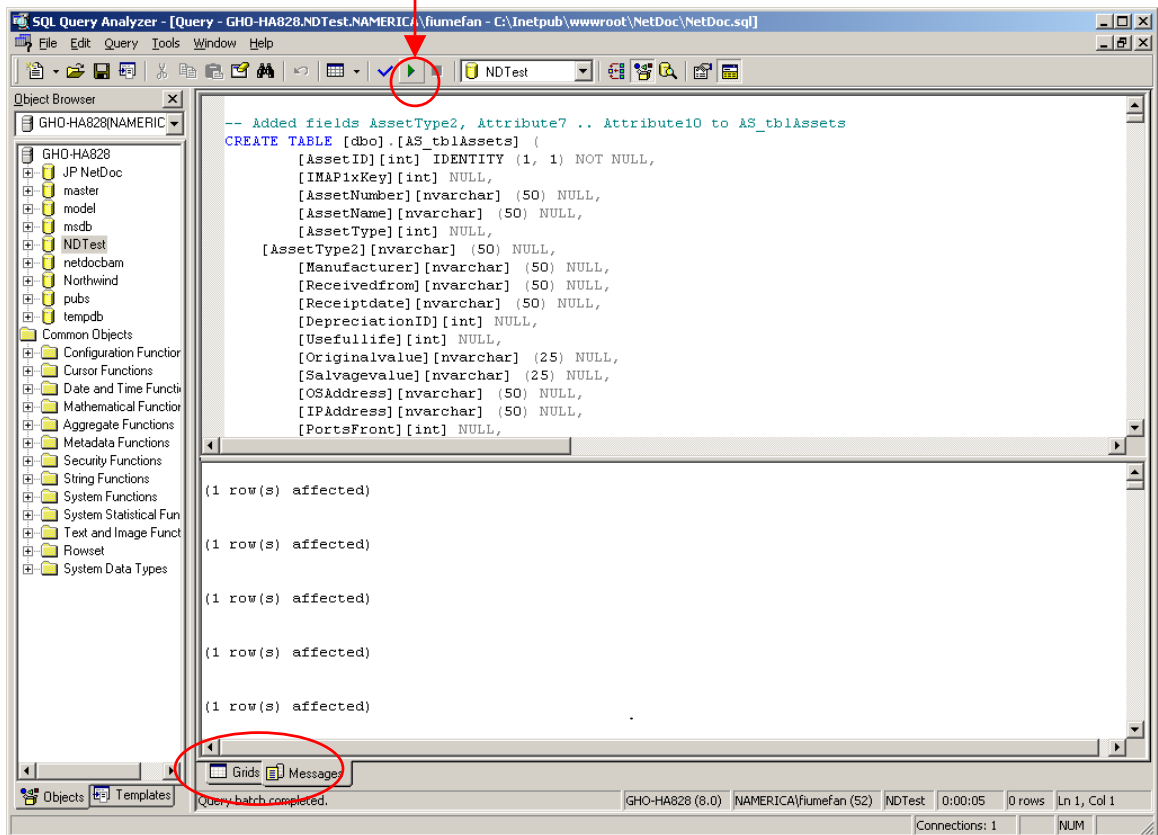 SQL Query Analyzer - [Query - GHO-HA828.NDTest.NAMERICA\fiumefan - C:\Inetpub\wwwroot\NetDoc\NetDoc.sql]
File Edit Query Tools Window Help
NDTest
Object Browser
GHO-HA828(NAMERIC
GHO-HA828
JP NetDoc
master
model
msdb
NDTest
netdocbam
Northwind
pubs
tempdb
Common Objects
Configuration Function
Cursor Functions
Date and Time Functi
Mathematical Function
Aggregate Functions
Metadata Functions
Security Functions
String Functions
System Functions
System Statistical Fun
Text and Image Funct
Rowset
System Data Types
Objects Templates
-- Added fields AssetType2, Attribute7 .. Attribute10 to AS_tblAssets
CREATE TABLE [dbo].[AS_tblAssets] (
[AssetID][int] IDENTITY (1, 1) NOT NULL,
[IMAP1xKey][int] NULL,
[AssetNumber][nvarchar] (50) NULL,
[AssetName][nvarchar] (50) NULL,
[AssetType][int] NULL,
[AssetType2][nvarchar] (50) NULL,
[Manufacturer][nvarchar] (50) NULL,
[Receivedfrom][nvarchar] (50) NULL,
[Receiptdate][nvarchar] (50) NULL,
[DepreciationID][int] NULL,
[Usefullife][int] NULL,
[Originalvalue][nvarchar] (25) NULL,
[Salvagevalue][nvarchar] (25) NULL,
[OSAddress][nvarchar] (50) NULL,
[IPAddress][nvarchar] (50) NULL,
[PortsFront][int] NULL,
(1 row(s) affected)
(1 row(s) affected)
(1 row(s) affected)
(1 row(s) affected)
(1 row(s) affected)
Grids Messages
Query batch completed. GHO-HA828 (8.0) NAMERICA\fiumefan (52) NDTest 0:00:05 0 rows Ln 1, Col 1
Connections: 1 NUM